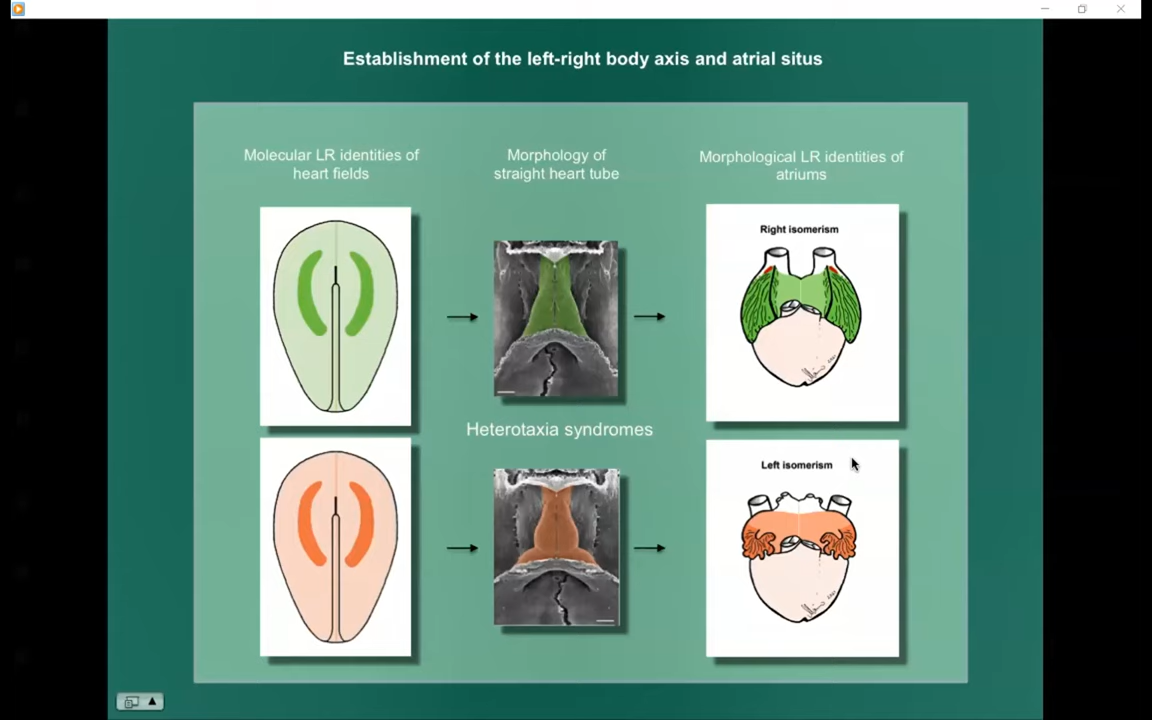 Establishment of the left-right body axis and atrial situs
Molecular LR identities of
heart fields
Morphology of
straight heart tube
Morphological LR identities of
atriums
Right isomerism
Heterotaxia syndromes
Left isomerism